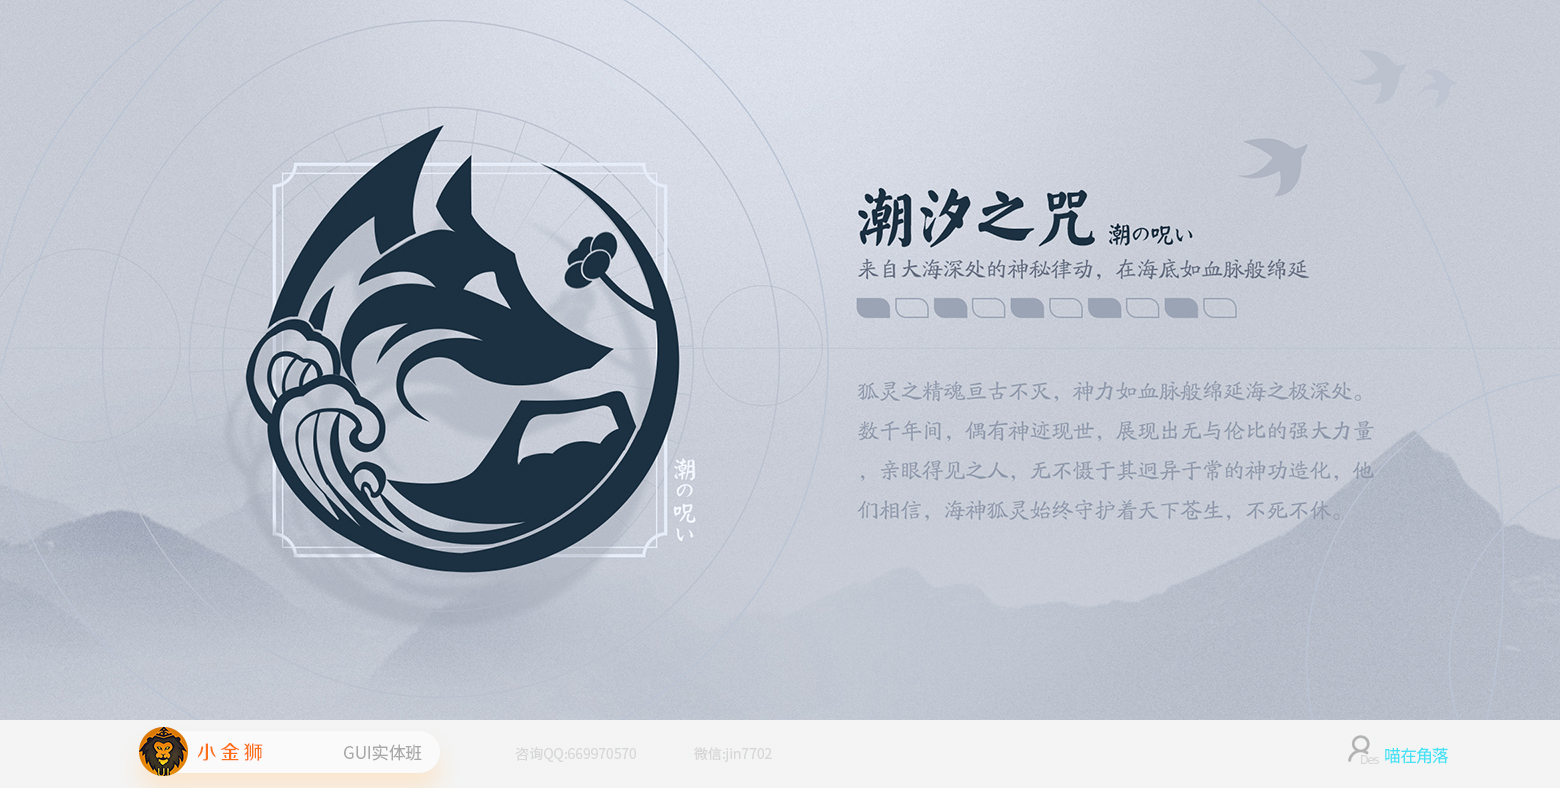 潮汐之咒 潮の呪い
来自大海深处的神秘律动，在海底如血脉般绵延
狐灵之精魂亘古不灭，神力如血脉般绵延海之极深处。
数千年间，偶有神迹现世，展现出无与伦比的强大力量
，亲眼得见之人，无不慑于其迥异于常的神功造化，他
们相信，海神狐灵始终守护着天下苍生，不死不休。
潮の呪い
小金狮
GUI实体班
咨询QQ:669970570
微信:jin7702
Des
喵在角落